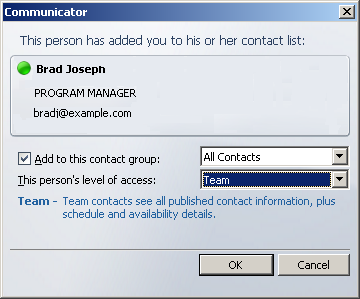 Communicator
This person has added you to his or her contact list:
Brad Joseph
PROGRAM MANAGER
bradj@example.com
Add to this contact group: All Contacts
This person's level of access: Team
Team - Team contacts see all published contact information, plus
schedule and availability details.
OK Cancel